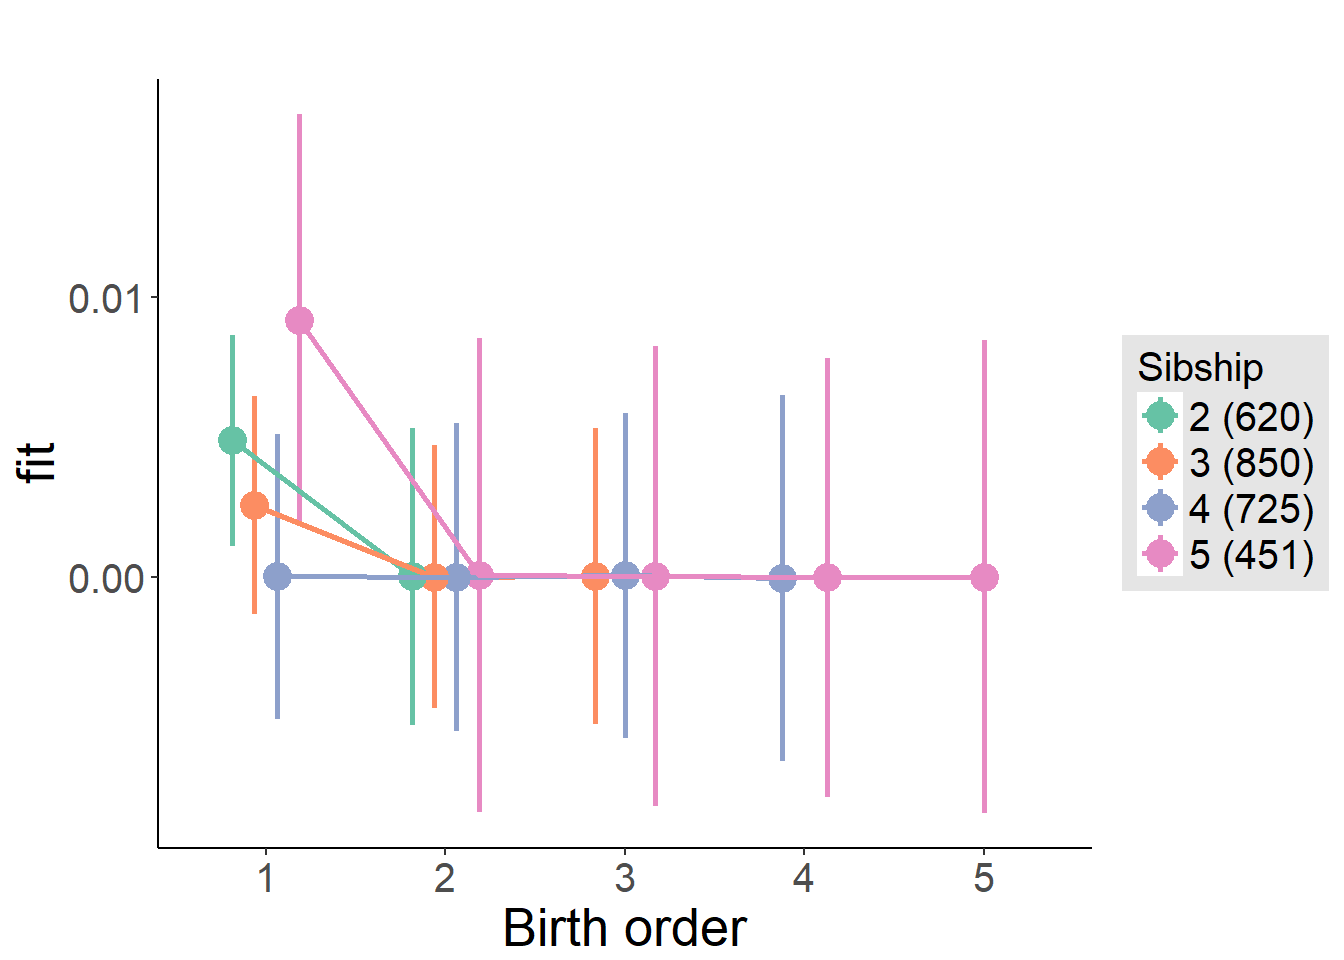 fit
0.01
0.00
1 2 3 4 5
Birth order
Sibship
2 (620)
3 (850)
4 (725)
5 (451)